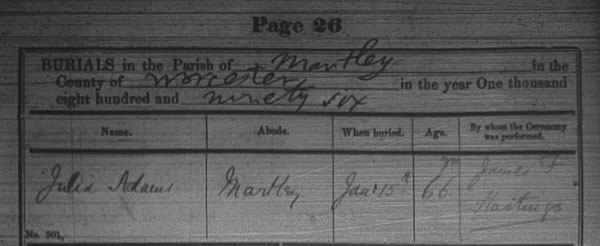 Page 26
BURIALS in the Parish of Martley in the
County of Worcester in the year One thousand
eight hundred and ninety six
Name. Abode. When buried. Age. By whom the Ceremony
was performed.
Julia Adams Martley Jan: 15th 66 James F
Hastings
No. 901.